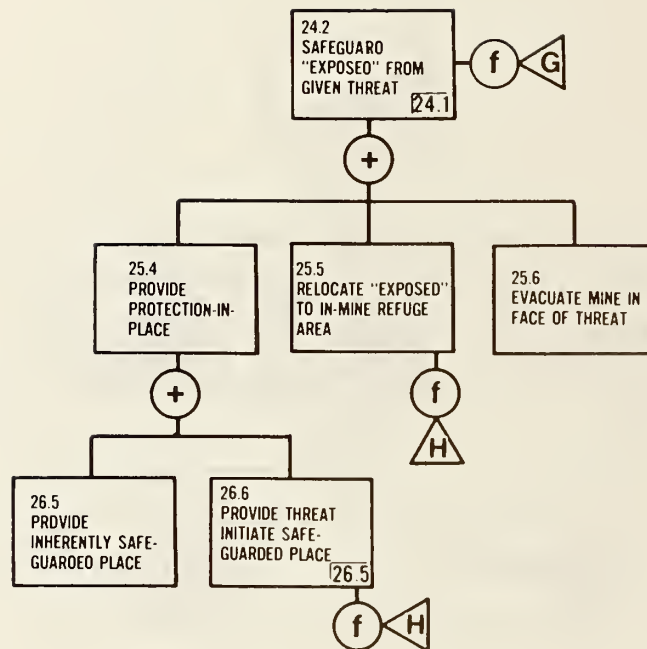 24.2
SAFEGUARO
"EXPOSEO" FROM
GIVEN THREAT
24.1
f
G
+
25.4
PROVIDE
PROTECTION-IN-
PLACE
25.5
RELOCATE "EXPOSED"
TO IN-MINE REFUGE
AREA
25.6
EVACUATE MINE IN
FACE OF THREAT
+
f
H
26.5
PRDVIDE
INHERENTLY SAFE-
GUAROEO PLACE
26.6
PROVIDE THREAT
INITIATE SAFE-
GUARDED PLACE
26.5
f
H